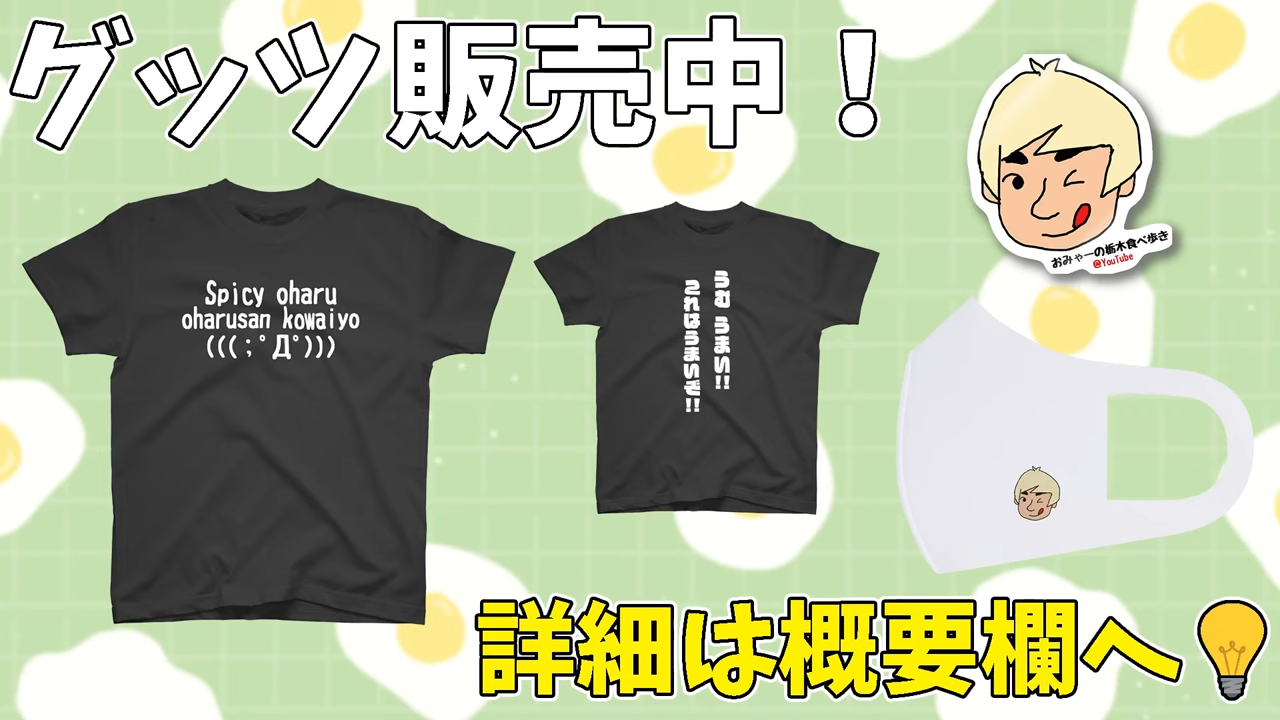 グッツ販売中！
Spicy oharu
oharusan kowaiyo
(((；ﾟДﾟ)))
うむ うまい!!
これはうまいぞ!!
おみゃーの栃木食べ歩き
@YouTube
詳細は概要欄へ